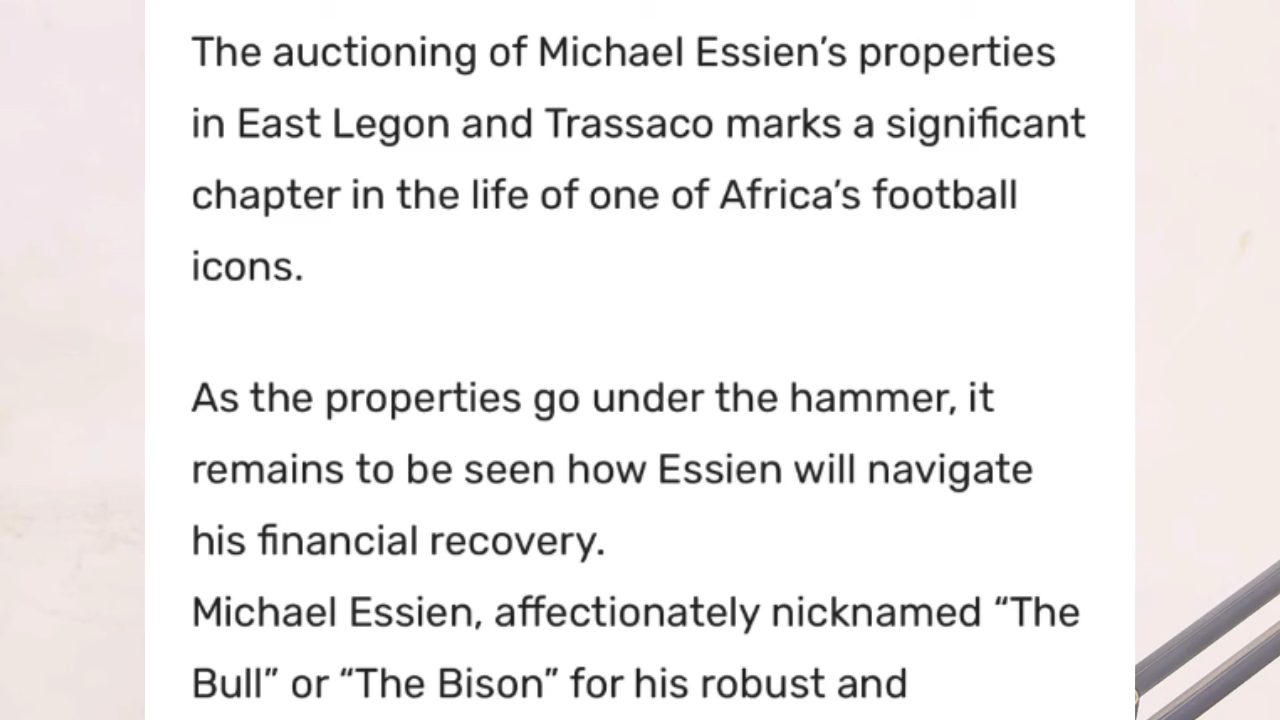 The auctioning of Michael Essien’s properties
in East Legon and Trassaco marks a significant
chapter in the life of one of Africa’s football
icons.
As the properties go under the hammer, it
remains to be seen how Essien will navigate
his financial recovery.
Michael Essien, affectionately nicknamed “The
Bull” or “The Bison” for his robust and